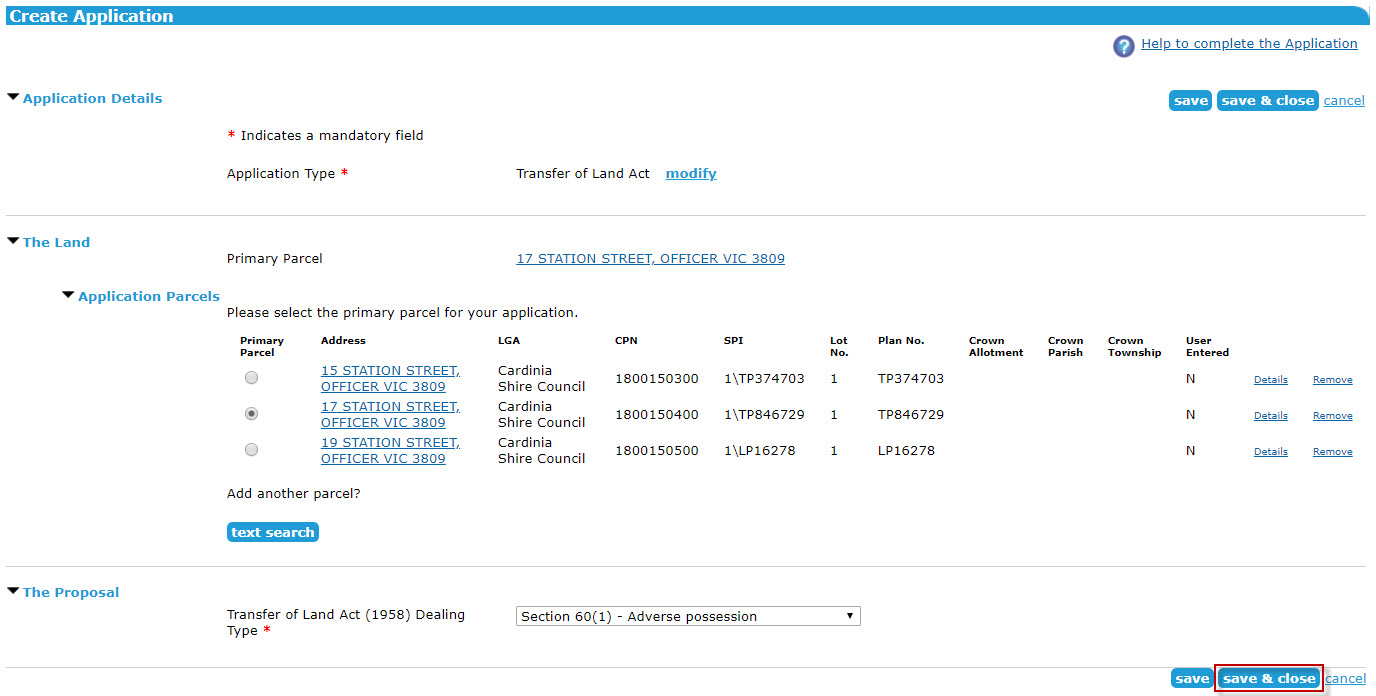 Create Application
Help to complete the Application
Application Details
save save & close cancel
* Indicates a mandatory field
Application Type * Transfer of Land Act modify
The Land
Primary Parcel 17 STATION STREET, OFFICER VIC 3809
Application Parcels
Please select the primary parcel for your application.
Primary Parcel Address LGA CPN SPI Lot No. Plan No. Crown Allotment Crown Parish Crown Township User Entered
15 STATION STREET, OFFICER VIC 3809 Cardinia Shire Council 1800150300 1\TP374703 1 TP374703 N Details Remove
17 STATION STREET, OFFICER VIC 3809 Cardinia Shire Council 1800150400 1\TP846729 1 TP846729 N Details Remove
19 STATION STREET, OFFICER VIC 3809 Cardinia Shire Council 1800150500 1\LP16278 1 LP16278 N Details Remove
Add another parcel?
text search
The Proposal
Transfer of Land Act (1958) Dealing Type * Section 60(1) - Adverse possession
save save & close cancel